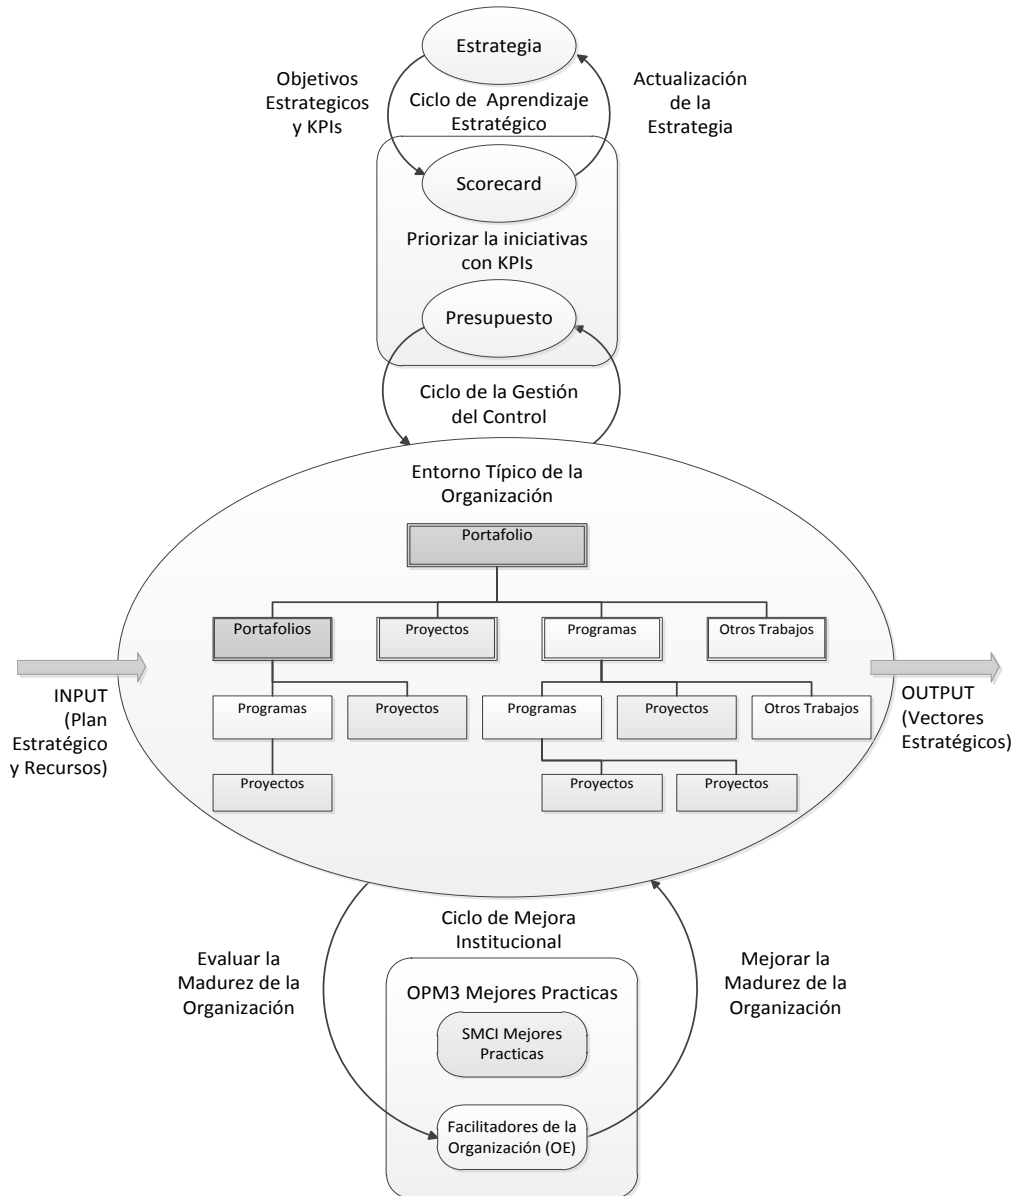 Estrategia
Objetivos
Estrategicos
y KPIs
Ciclo de Aprendizaje
Estratégico
Actualización
de la
Estrategia
Scorecard
Priorizar la iniciativas
con KPIs
Presupuesto
Ciclo de la Gestión
del Control
Entorno Típico de la
Organización
Portafolio
Portafolios
Proyectos
Programas
Otros Trabajos
INPUT
(Plan
Estratégico
y Recursos)
Programas
Proyectos
Programas
Proyectos
Otros Trabajos
OUTPUT
(Vectores
Estratégicos)
Proyectos
Proyectos
Proyectos
Ciclo de Mejora
Institucional
Evaluar la
Madurez de la
Organización
Mejorar la
Madurez de la
Organización
OPM3 Mejores Practicas
SMCI Mejores
Practicas
Facilitadores de la
Organización (OE)